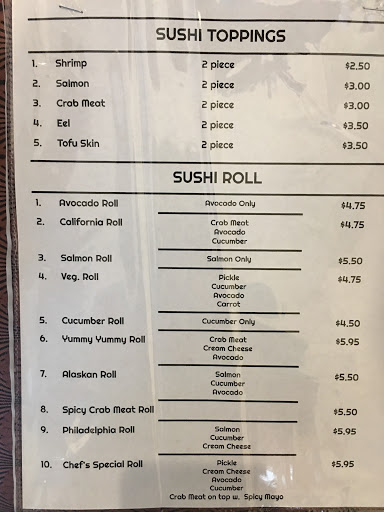 SUSHI TOPPINGS
1. Shrimp 2 piece $2.50
2. Salmon 2 piece $3.00
3. Crab Meat 2 piece $3.00
4. Eel 2 piece $3.50
5. Tofu Skin 2 piece $3.50
SUSHI ROLL
1. Avocado Roll Avocado Only $4.75
2. California Roll Crab Meat $4.75
Avocado
Cucumber
3. Salmon Roll Salmon Only $5.50
4. Veg. Roll Pickle $4.75
Cucumber
Avocado
Carrot
5. Cucumber Roll Cucumber Only $4.50
6. Yummy Yummy Roll Crab Meat $5.95
Cream Cheese
Avocado
7. Alaskan Roll Salmon $5.50
Cucumber
Avocado
8. Spicy Crab Meat Roll $5.50
9. Philadelphia Roll Salmon $5.95
Cucumber
Cream Cheese
10. Chef's Special Roll Pickle $5.95
Cream Cheese
Avocado
Cucumber
Crab Meat on top w. Spicy Mayo